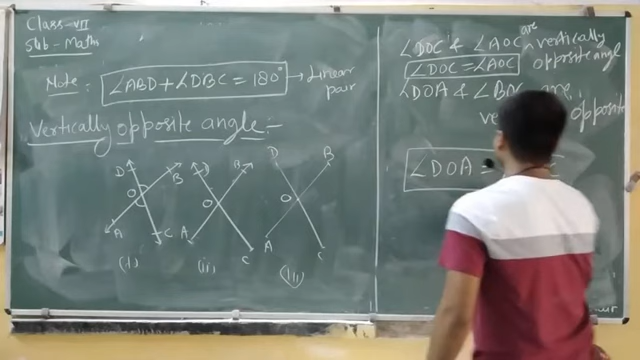 Class-VII
Sub-Maths
Note: ∠ABD+∠DBC=180° → Linear pair
Vertically opposite angle:-
D B O A C (i)
D B O A C (ii)
D B O A C (iii)
∠DOC & ∠AOC are vertically opposite angl
∠DOC=∠AOC
∠DOA & ∠B are
ve opposite
∠DOA =